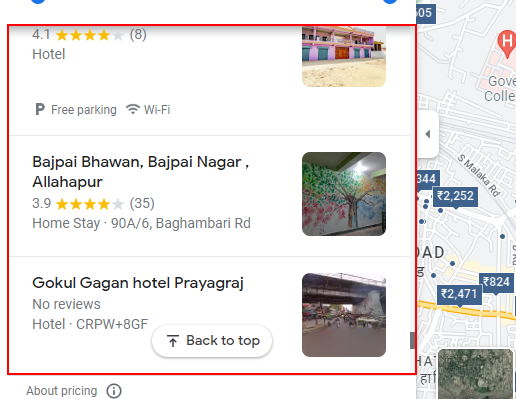 4.1 ★★★★★ (8)
Hotel
P Free parking Wi-Fi
Bajpai Bhawan, Bajpai Nagar ,
Allahapur
3.9 ★★★★★ (35)
Home Stay · 90A/6, Baghambari Rd
Gokul Gagan hotel Prayagraj
No reviews
Hotel · CRPW+8GF
Back to top
About pricing
505
H
Gove
Colle
S Malaka Rd
344
₹2,252
OAD
₹824
₹2,471